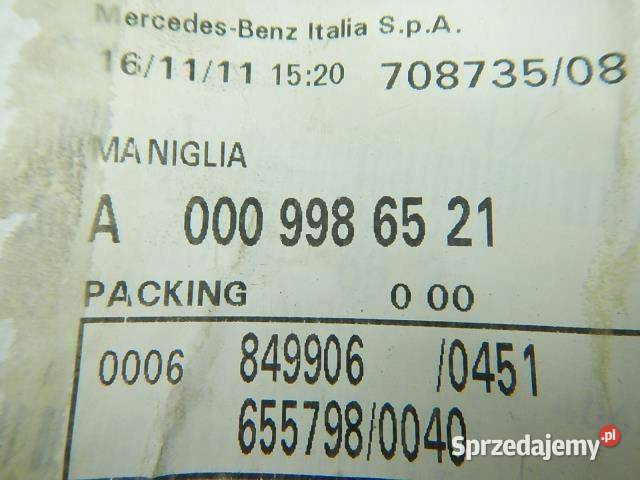 Mercedes-Benz Italia S.p.A.
16/11/11 15:20 708735/08
MANIGLIA
A 000 998 65 21
PACKING 0 00
0006 849906 /0451
655798/0040
Sprzedajemy.pl